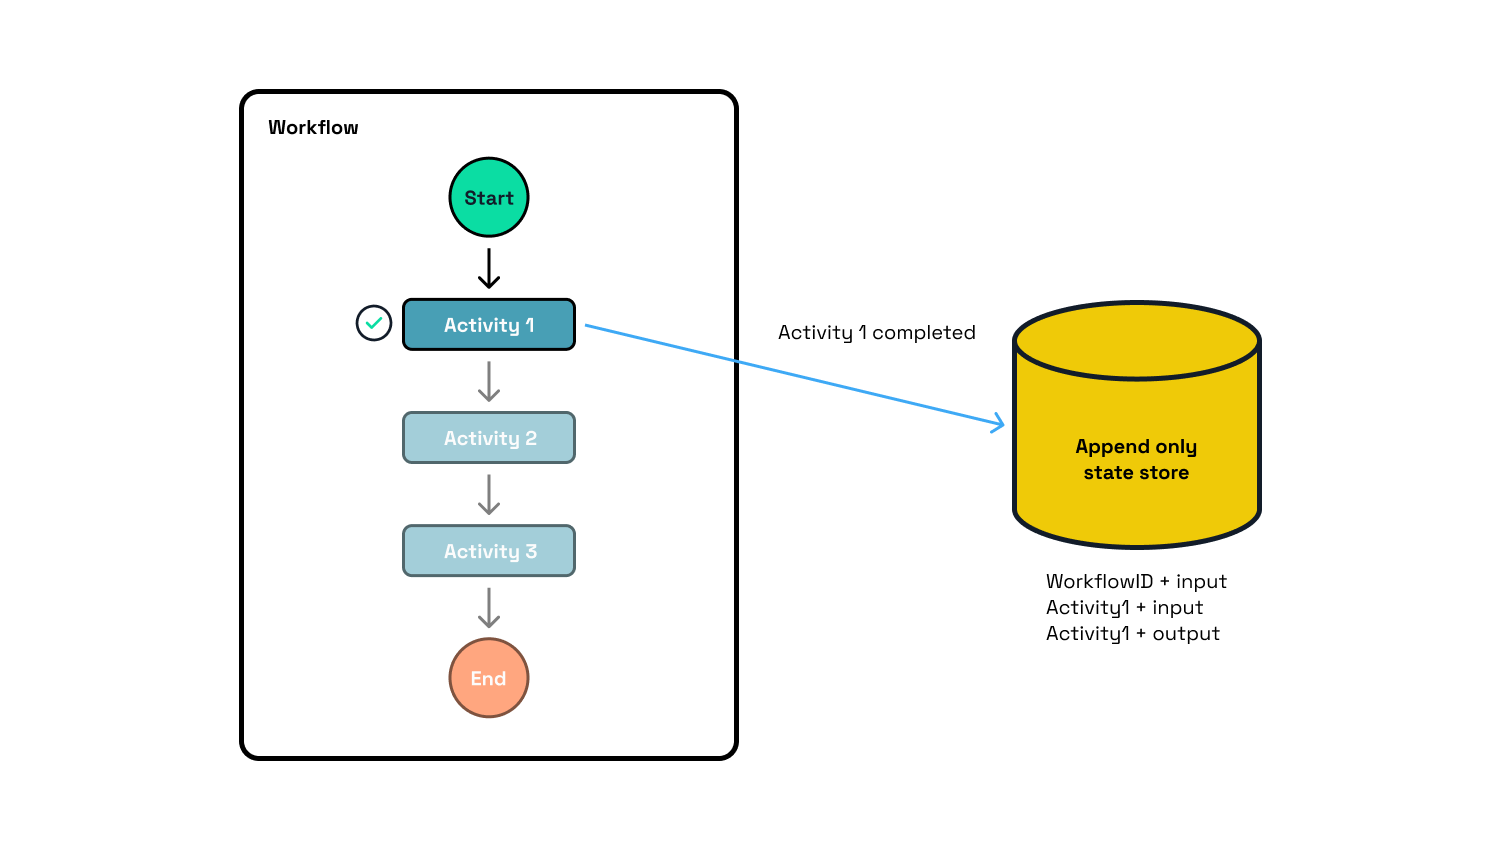 Workflow
Start
Activity 1
Activity 2
Activity 3
End
Activity 1 completed
Append only
state store
WorkflowID + input
Activity1 + input
Activity1 + output